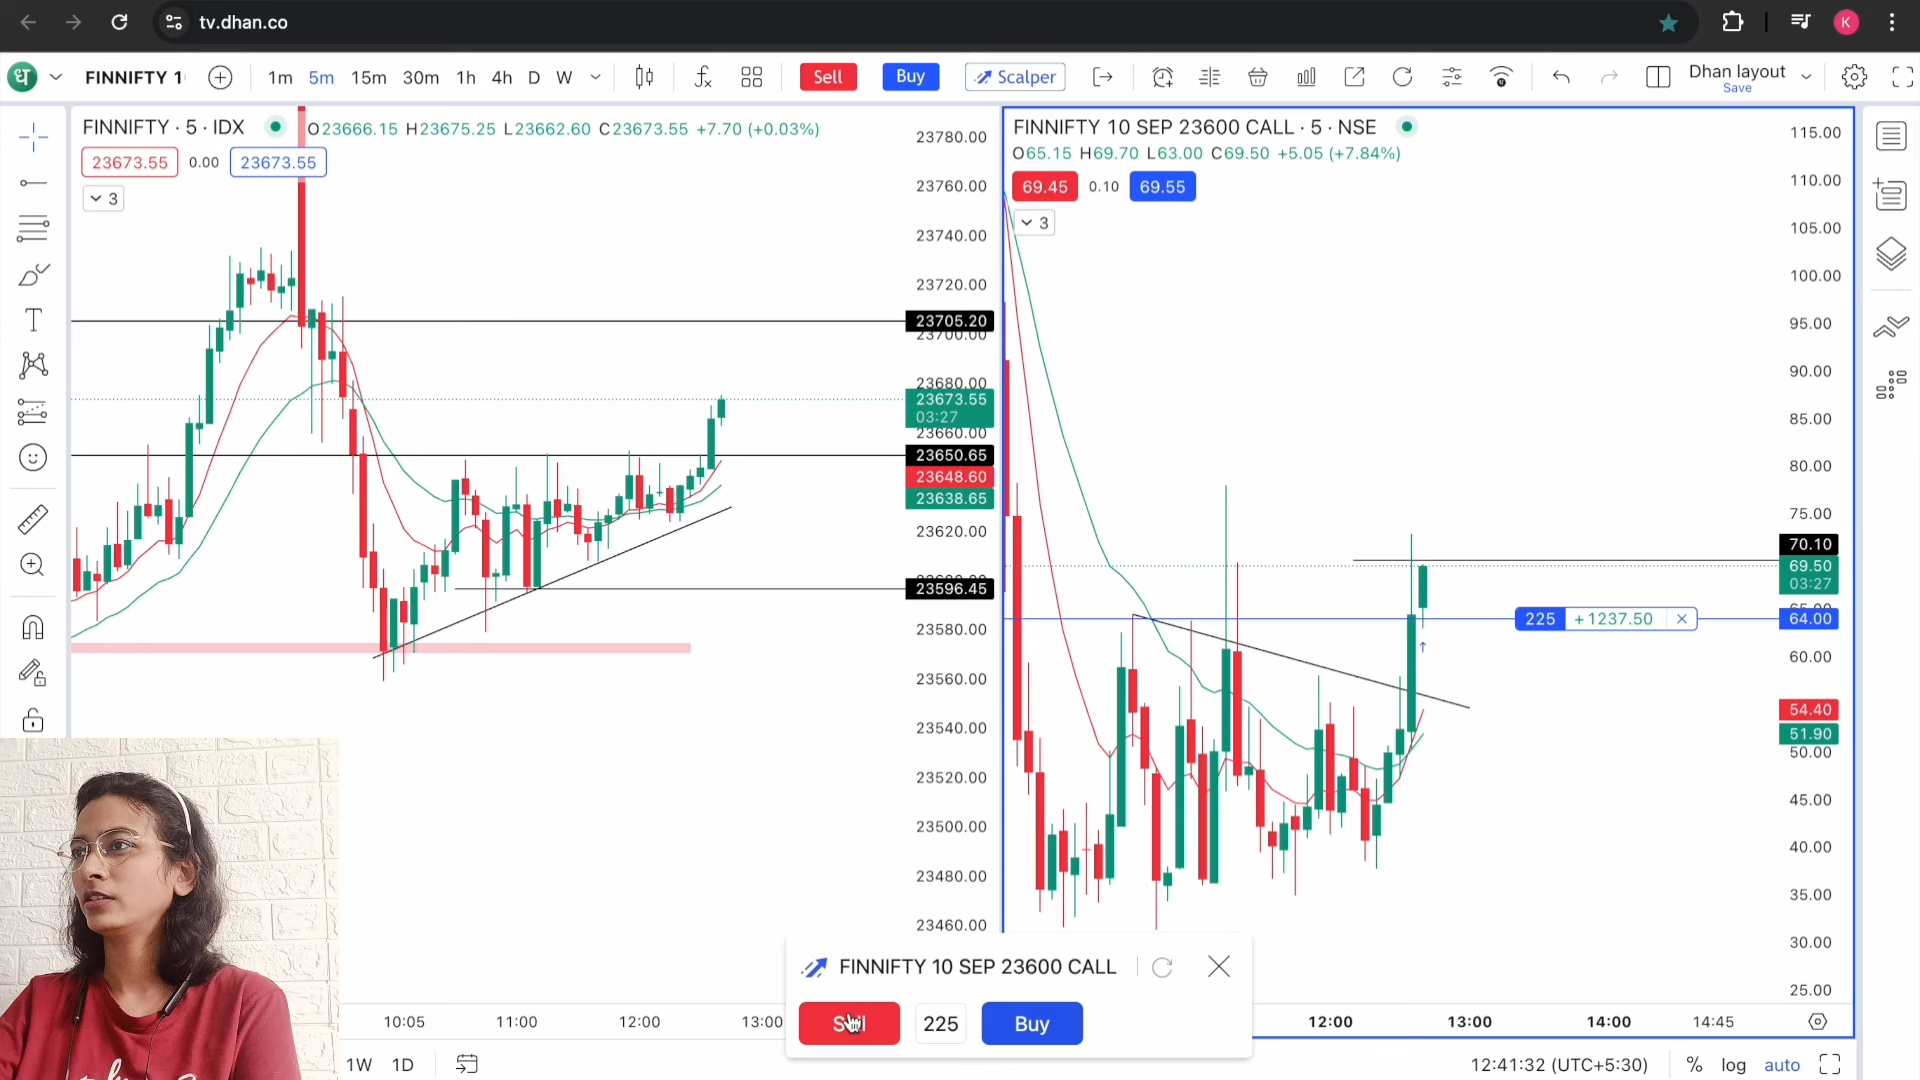 tv.dhan.co
K
ध
FINNIFTY 1
1m 5m 15m 30m 1h 4h D W
Sell
Buy
Scalper
Dhan layout
Save
FINNIFTY · 5 · IDX
O23666.15 H23675.25 L23662.60 C23673.55 +7.70 (+0.03%)
23673.55 0.00 23673.55
3
23780.00
23760.00
23740.00
23720.00
23705.20
23700.00
23680.00
23673.55
03:27
23660.00
23650.65
23648.60
23638.65
23620.00
23596.45
23580.00
23560.00
23540.00
23520.00
23500.00
23480.00
23460.00
10:05 11:00 12:00 13:00
FINNIFTY 10 SEP 23600 CALL · 5 · NSE
O65.15 H69.70 L63.00 C69.50 +5.05 (+7.84%)
69.45 0.10 69.55
3
115.00
110.00
105.00
100.00
95.00
90.00
85.00
80.00
75.00
70.10
69.50
03:27
65.00
225 +1237.50
64.00
60.00
54.40
51.90
50.00
45.00
40.00
35.00
30.00
25.00
12:00 13:00 14:00 14:45
FINNIFTY 10 SEP 23600 CALL
Sell 225 Buy
1W 1D
12:41:32 (UTC+5:30) % log auto